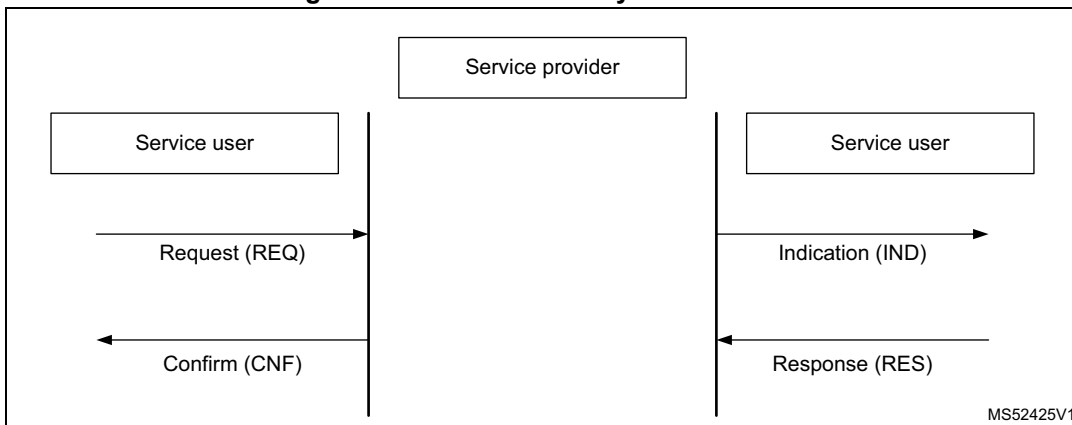 Service provider
Service user
Service user
Request (REQ)
Indication (IND)
Confirm (CNF)
Response (RES)
MS52425V1